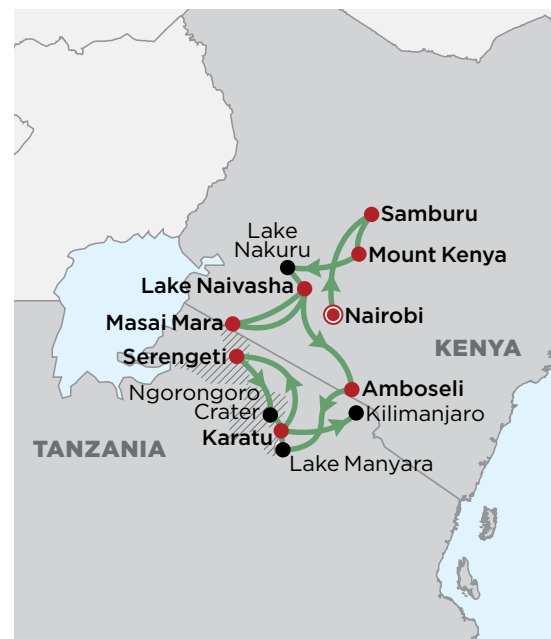 Samburu
Lake
Nakuru
Mount Kenya
Lake Naivasha
Nairobi
Masai Mara
KENYA
Serengeti
Amboseli
Ngorongoro
Crater
Kilimanjaro
Karatu
TANZANIA
Lake Manyara